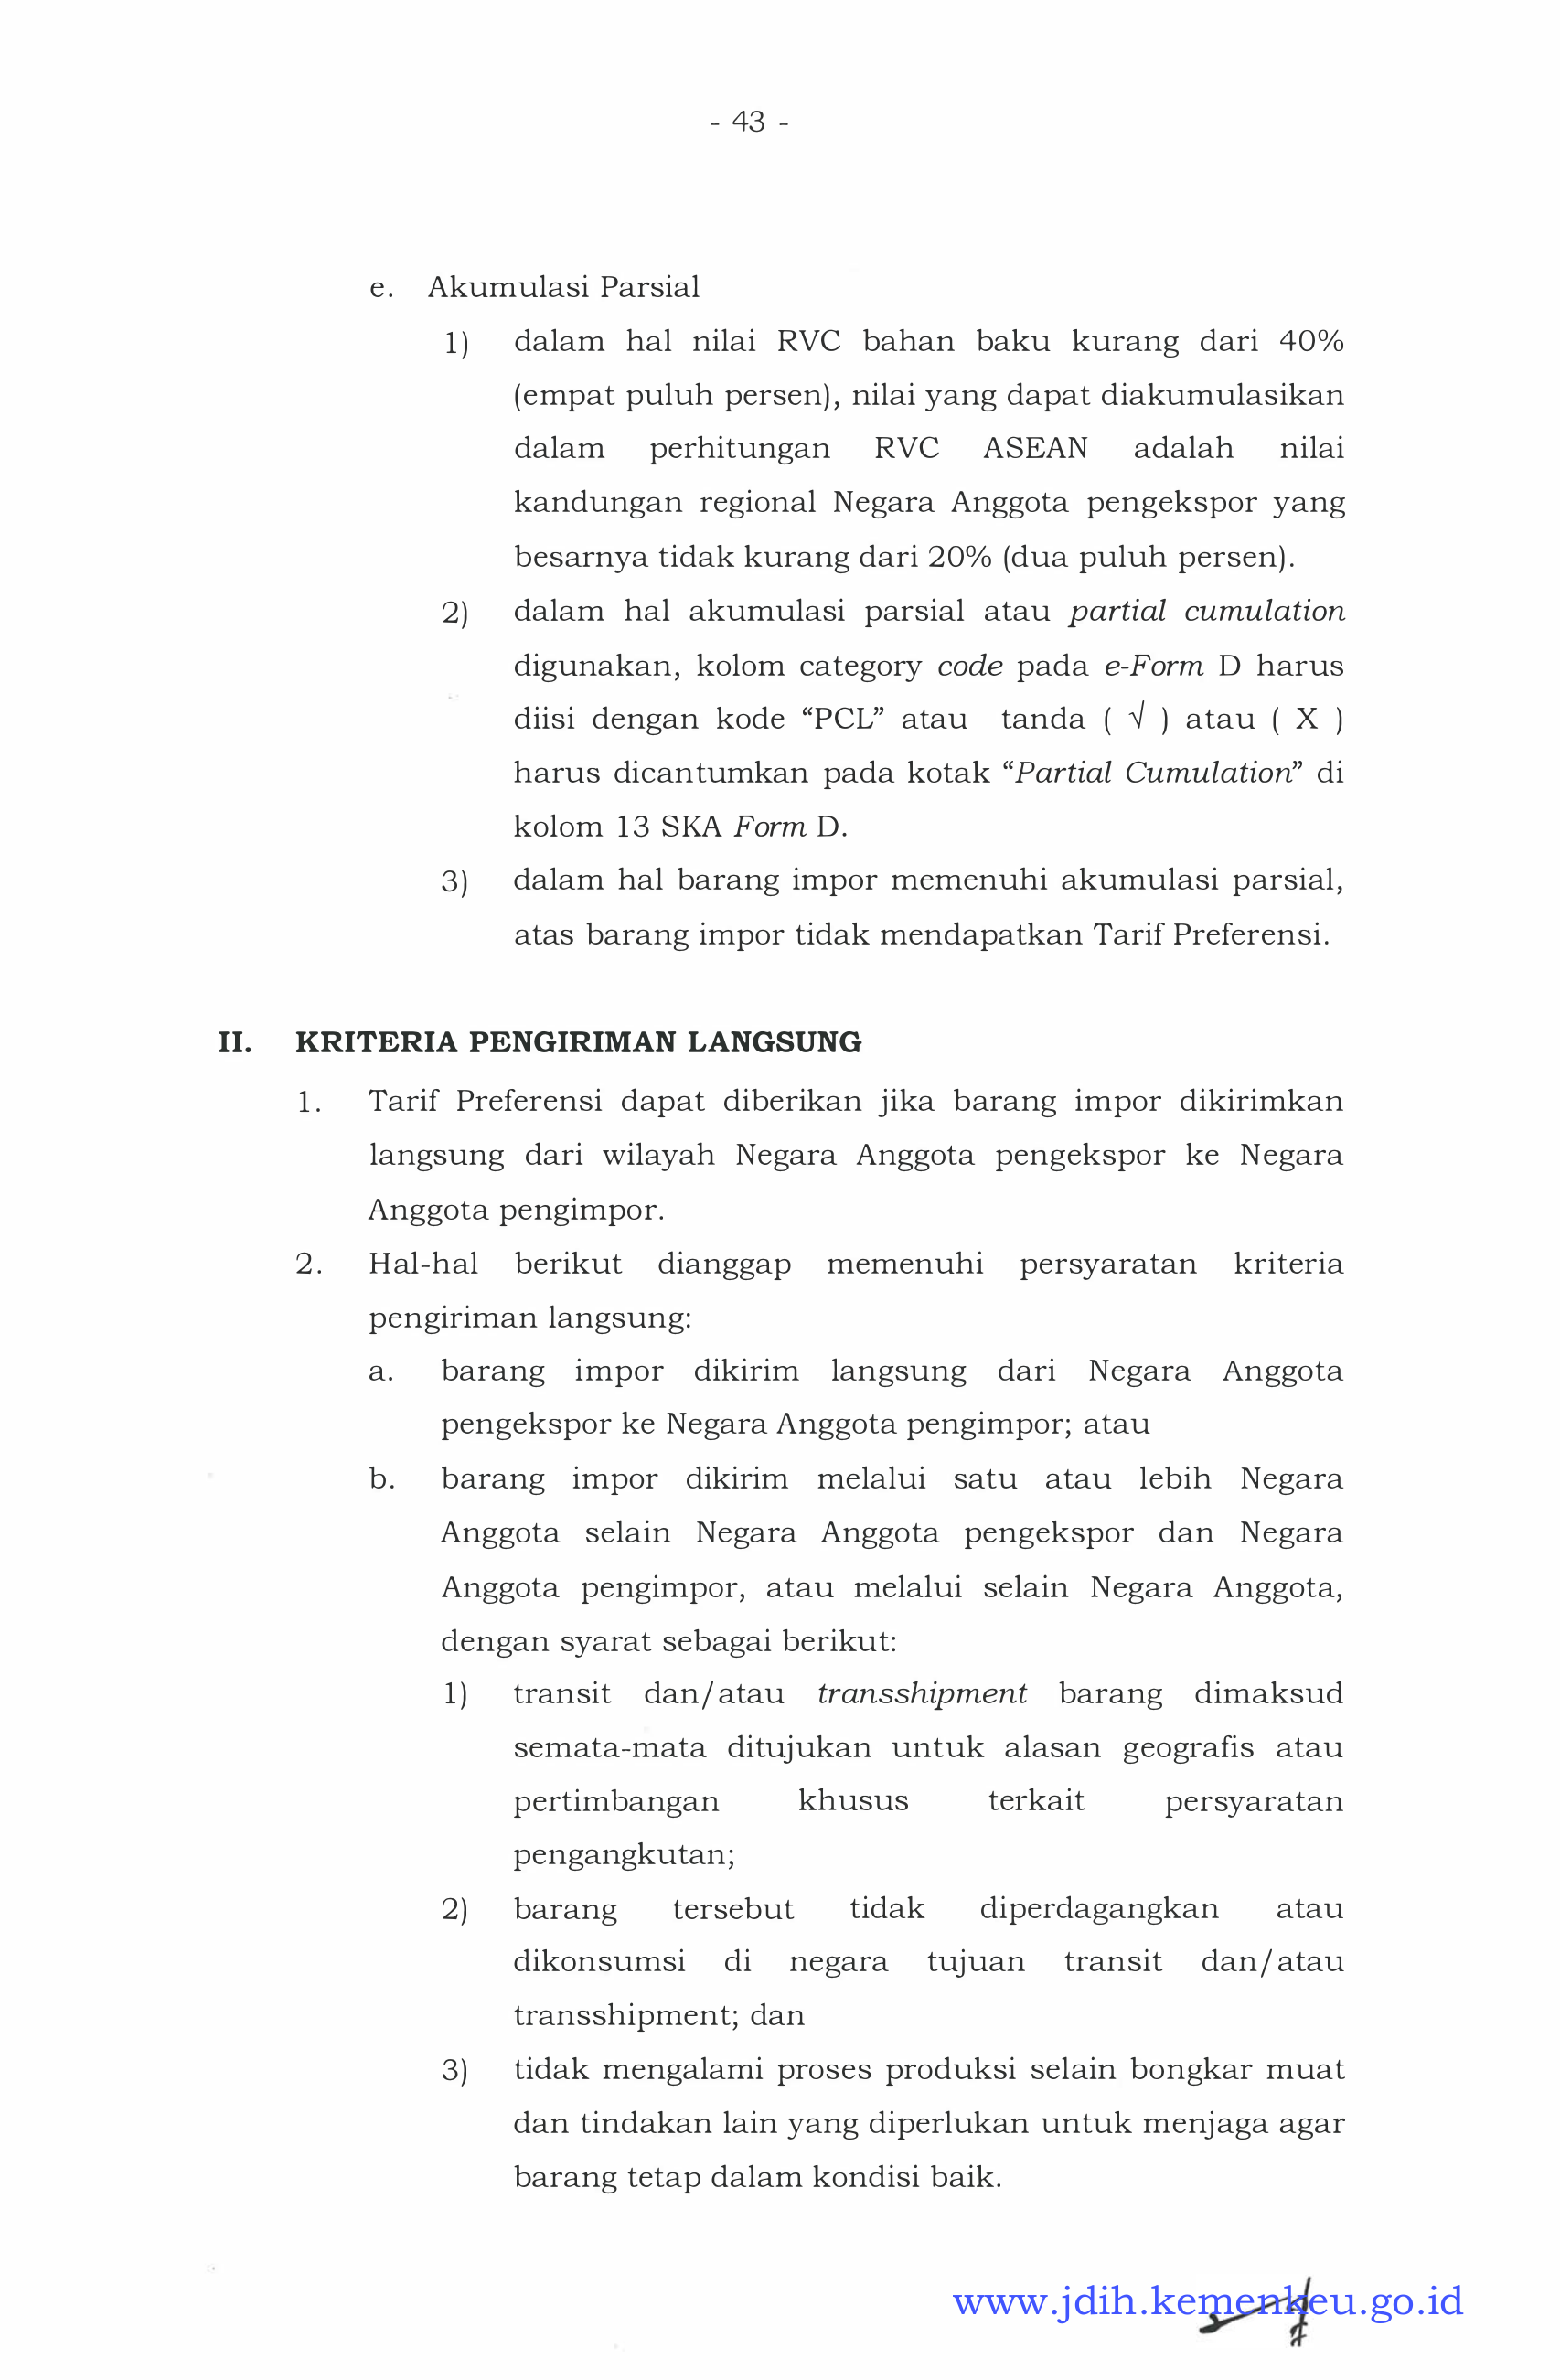 - 43 -
e. Akumulasi Parsial
1) dalam hal nilai RVC bahan baku kurang dari 40%
(empat puluh persen), nilai yang dapat diakumulasikan
dalam perhitungan RVC ASEAN adalah nilai
kandungan regional Negara Anggota pengekspor yang
besarnya tidak kurang dari 20% (dua puluh persen).
2) dalam hal akumulasi parsial atau partial cumulation
digunakan, kolom category code pada e-Form D harus
diisi dengan kode “PCL” atau tanda ( √ ) atau ( X )
harus dicantumkan pada kotak “Partial Cumulation” di
kolom 13 SKA Form D.
3) dalam hal barang impor memenuhi akumulasi parsial,
atas barang impor tidak mendapatkan Tarif Preferensi.
II. KRITERIA PENGIRIMAN LANGSUNG
1. Tarif Preferensi dapat diberikan jika barang impor dikirimkan
langsung dari wilayah Negara Anggota pengekspor ke Negara
Anggota pengimpor.
2. Hal-hal berikut dianggap memenuhi persyaratan kriteria
pengiriman langsung:
a. barang impor dikirim langsung dari Negara Anggota
pengekspor ke Negara Anggota pengimpor; atau
b. barang impor dikirim melalui satu atau lebih Negara
Anggota selain Negara Anggota pengekspor dan Negara
Anggota pengimpor, atau melalui selain Negara Anggota,
dengan syarat sebagai berikut:
1) transit dan/atau transshipment barang dimaksud
semata-mata ditujukan untuk alasan geografis atau
pertimbangan khusus terkait persyaratan
pengangkutan;
2) barang tersebut tidak diperdagangkan atau
dikonsumsi di negara tujuan transit dan/atau
transshipment; dan
3) tidak mengalami proses produksi selain bongkar muat
dan tindakan lain yang diperlukan untuk menjaga agar
barang tetap dalam kondisi baik.
www.jdih.kemenkeu.go.id